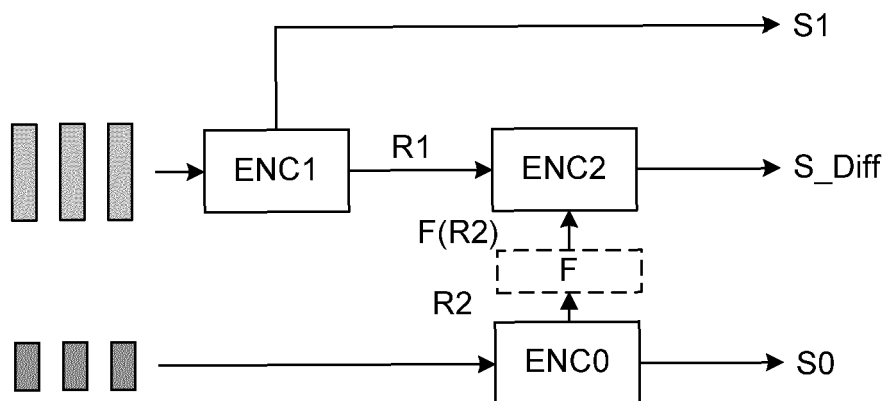 S1
ENC1
R1
ENC2
S_Diff
F(R2)
F
R2
ENC0
S0